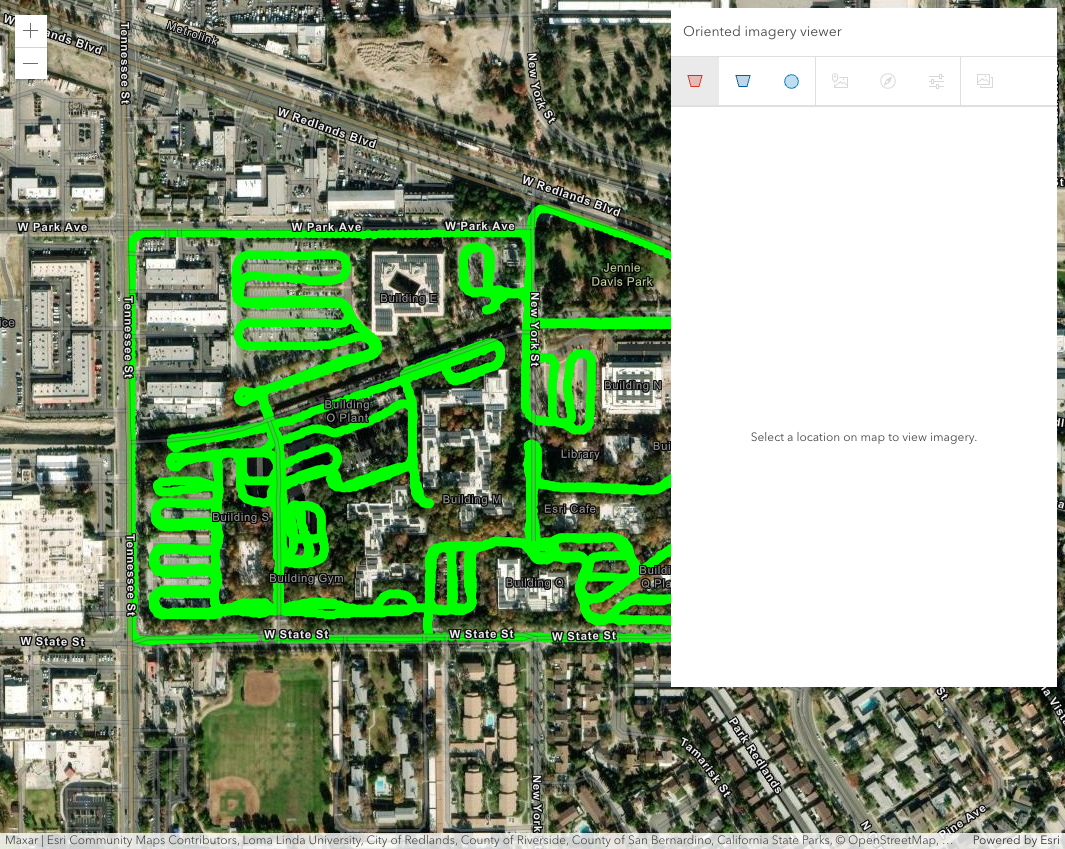 W Redlands Blvd
Metrolink
Tennessee St
New York St
W Redlands Blvd
W Redlands Blvd
W Park Ave
W Park Ave
W Park Ave
Jennie
Davis Park
Building E
Tennessee St
New York St
Building N
Building
O Plant
Library
Building M
Building S
Esri Cafe
Building Gym
Building Q
Tennessee St
W State St
W State St
W State St
W State St
Tamarisk St
Park Redlands
New York
Pine Ave
Oriented imagery viewer
Select a location on map to view imagery.
Maxar | Esri Community Maps Contributors, Loma Linda University, City of Redlands, County of Riverside, County of San Bernardino, California State Parks, © OpenStreetMap, ... Powered by Esri